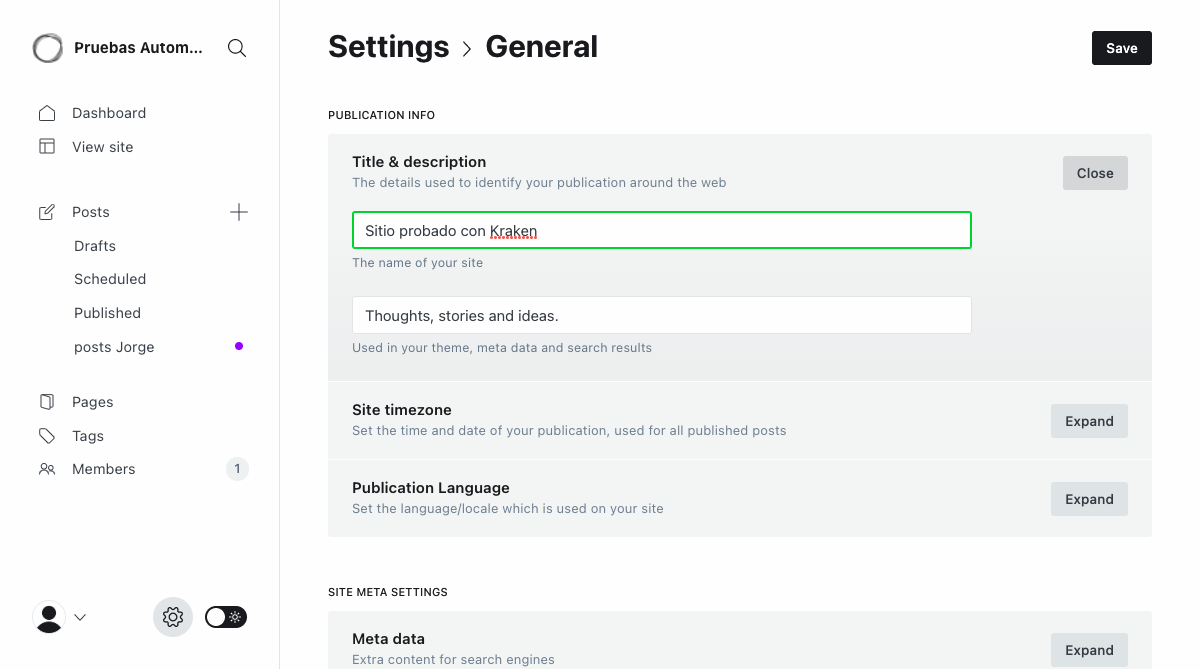 Pruebas Autom...
Dashboard
View site
Posts
Drafts
Scheduled
Published
posts Jorge
Pages
Tags
Members 1
Settings > General
Save
PUBLICATION INFO
Title & description
The details used to identify your publication around the web
Close
Sitio probado con Kraken
The name of your site
Thoughts, stories and ideas.
Used in your theme, meta data and search results
Site timezone
Set the time and date of your publication, used for all published posts
Expand
Publication Language
Set the language/locale which is used on your site
Expand
SITE META SETTINGS
Meta data
Extra content for search engines
Expand